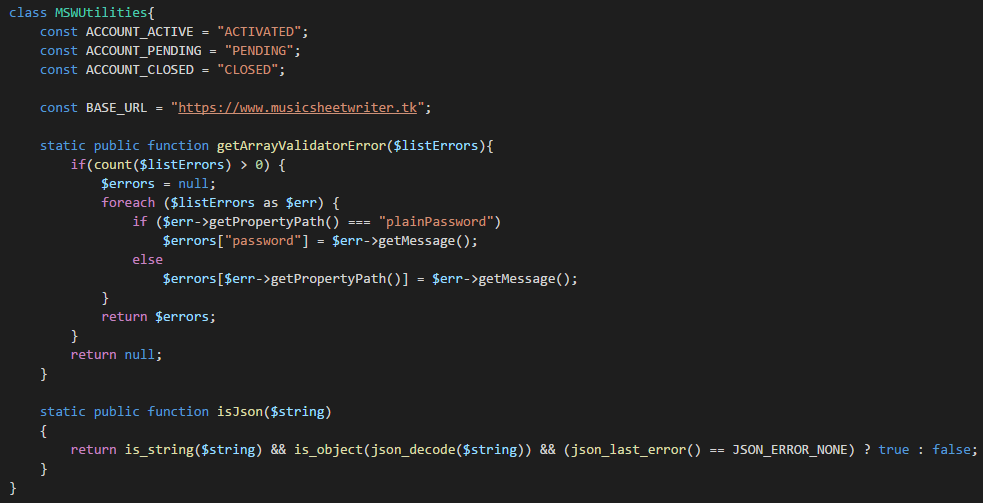 class MSWUtilities{
    const ACCOUNT_ACTIVE = "ACTIVATED";
    const ACCOUNT_PENDING = "PENDING";
    const ACCOUNT_CLOSED = "CLOSED";

    const BASE_URL = "https://www.musicsheetwriter.tk";

    static public function getArrayValidatorError($listErrors){
        if(count($listErrors) > 0) {
            $errors = null;
            foreach ($listErrors as $err) {
                if ($err->getPropertyPath() === "plainPassword")
                    $errors["password"] = $err->getMessage();
                else
                    $errors[$err->getPropertyPath()] = $err->getMessage();
            }
            return $errors;
        }
        return null;
    }

    static public function isJson($string)
    {
        return is_string($string) && is_object(json_decode($string)) && (json_last_error() == JSON_ERROR_NONE) ? true : false;
    }
}